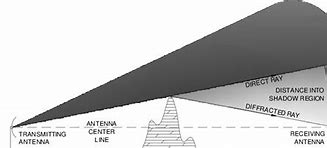 DIRECT RAY
DISTANCE INTO
SHADOW REGION
DIFFRACTED RAY
ANTENNA
CENTER
LINE
TRANSMITTING
ANTENNA
RECEIVING
ANTENNA